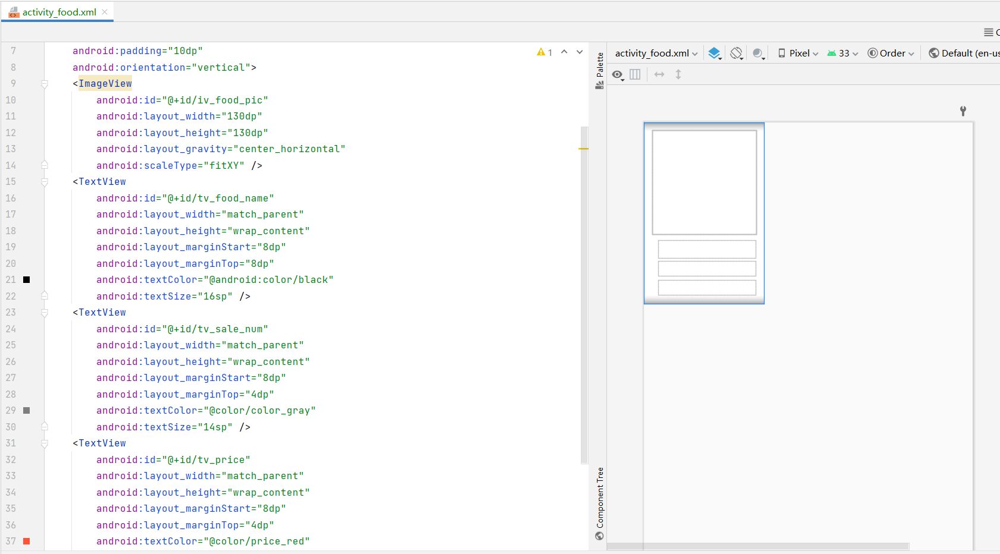 activity_food.xml
7 android:padding="10dp"
8 android:orientation="vertical">
9 <ImageView
10 android:id="@+id/iv_food_pic"
11 android:layout_width="130dp"
12 android:layout_height="130dp"
13 android:layout_gravity="center_horizontal"
14 android:scaleType="fitXY" />
15 <TextView
16 android:id="@+id/tv_food_name"
17 android:layout_width="match_parent"
18 android:layout_height="wrap_content"
19 android:layout_marginStart="8dp"
20 android:layout_marginTop="8dp"
21 android:textColor="@android:color/black"
22 android:textSize="16sp" />
23 <TextView
24 android:id="@+id/tv_sale_num"
25 android:layout_width="match_parent"
26 android:layout_height="wrap_content"
27 android:layout_marginStart="8dp"
28 android:layout_marginTop="4dp"
29 android:textColor="@color/color_gray"
30 android:textSize="14sp" />
31 <TextView
32 android:id="@+id/tv_price"
33 android:layout_width="match_parent"
34 android:layout_height="wrap_content"
35 android:layout_marginStart="8dp"
36 android:layout_marginTop="4dp"
37 android:textColor="@color/price_red"
1
Palette
Component Tree
activity_food.xml Pixel 33 Order Default (en-us